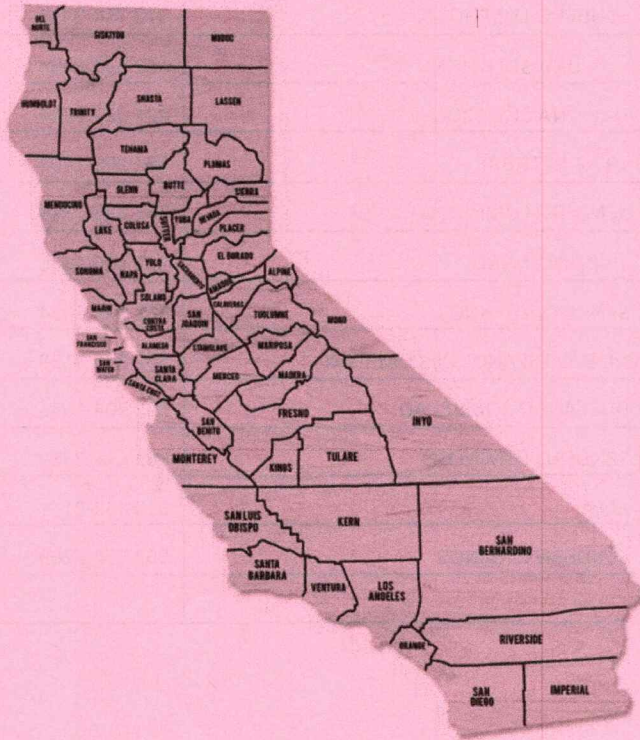 DEL
NORTE
SISKIYOU
MODOC
HUMBOLDT
TRINITY
SHASTA
LASSEN
TEHAMA
PLUMAS
MENDOCINO
GLENN
BUTTE
SIERRA
LAKE
COLUSA
SUTTER
YUBA
NEVADA
PLACER
SONOMA
NAPA
YOLO
SACRAMENTO
EL DORADO
AMADOR
ALPINE
MARIN
SOLANO
CALAVERAS
CONTRA
COSTA
SAN
JOAQUIN
TUOLUMNE
MONO
SAN
FRANCISCO
ALAMEDA
STANISLAUS
MARIPOSA
SAN
MATEO
SANTA
CLARA
SANTA CRUZ
MERCED
MADERA
SAN
BENITO
FRESNO
INYO
MONTEREY
KINGS
TULARE
SAN LUIS
OBISPO
KERN
SAN
BERNARDINO
SANTA
BARBARA
VENTURA
LOS
ANGELES
ORANGE
RIVERSIDE
SAN
DIEGO
IMPERIAL